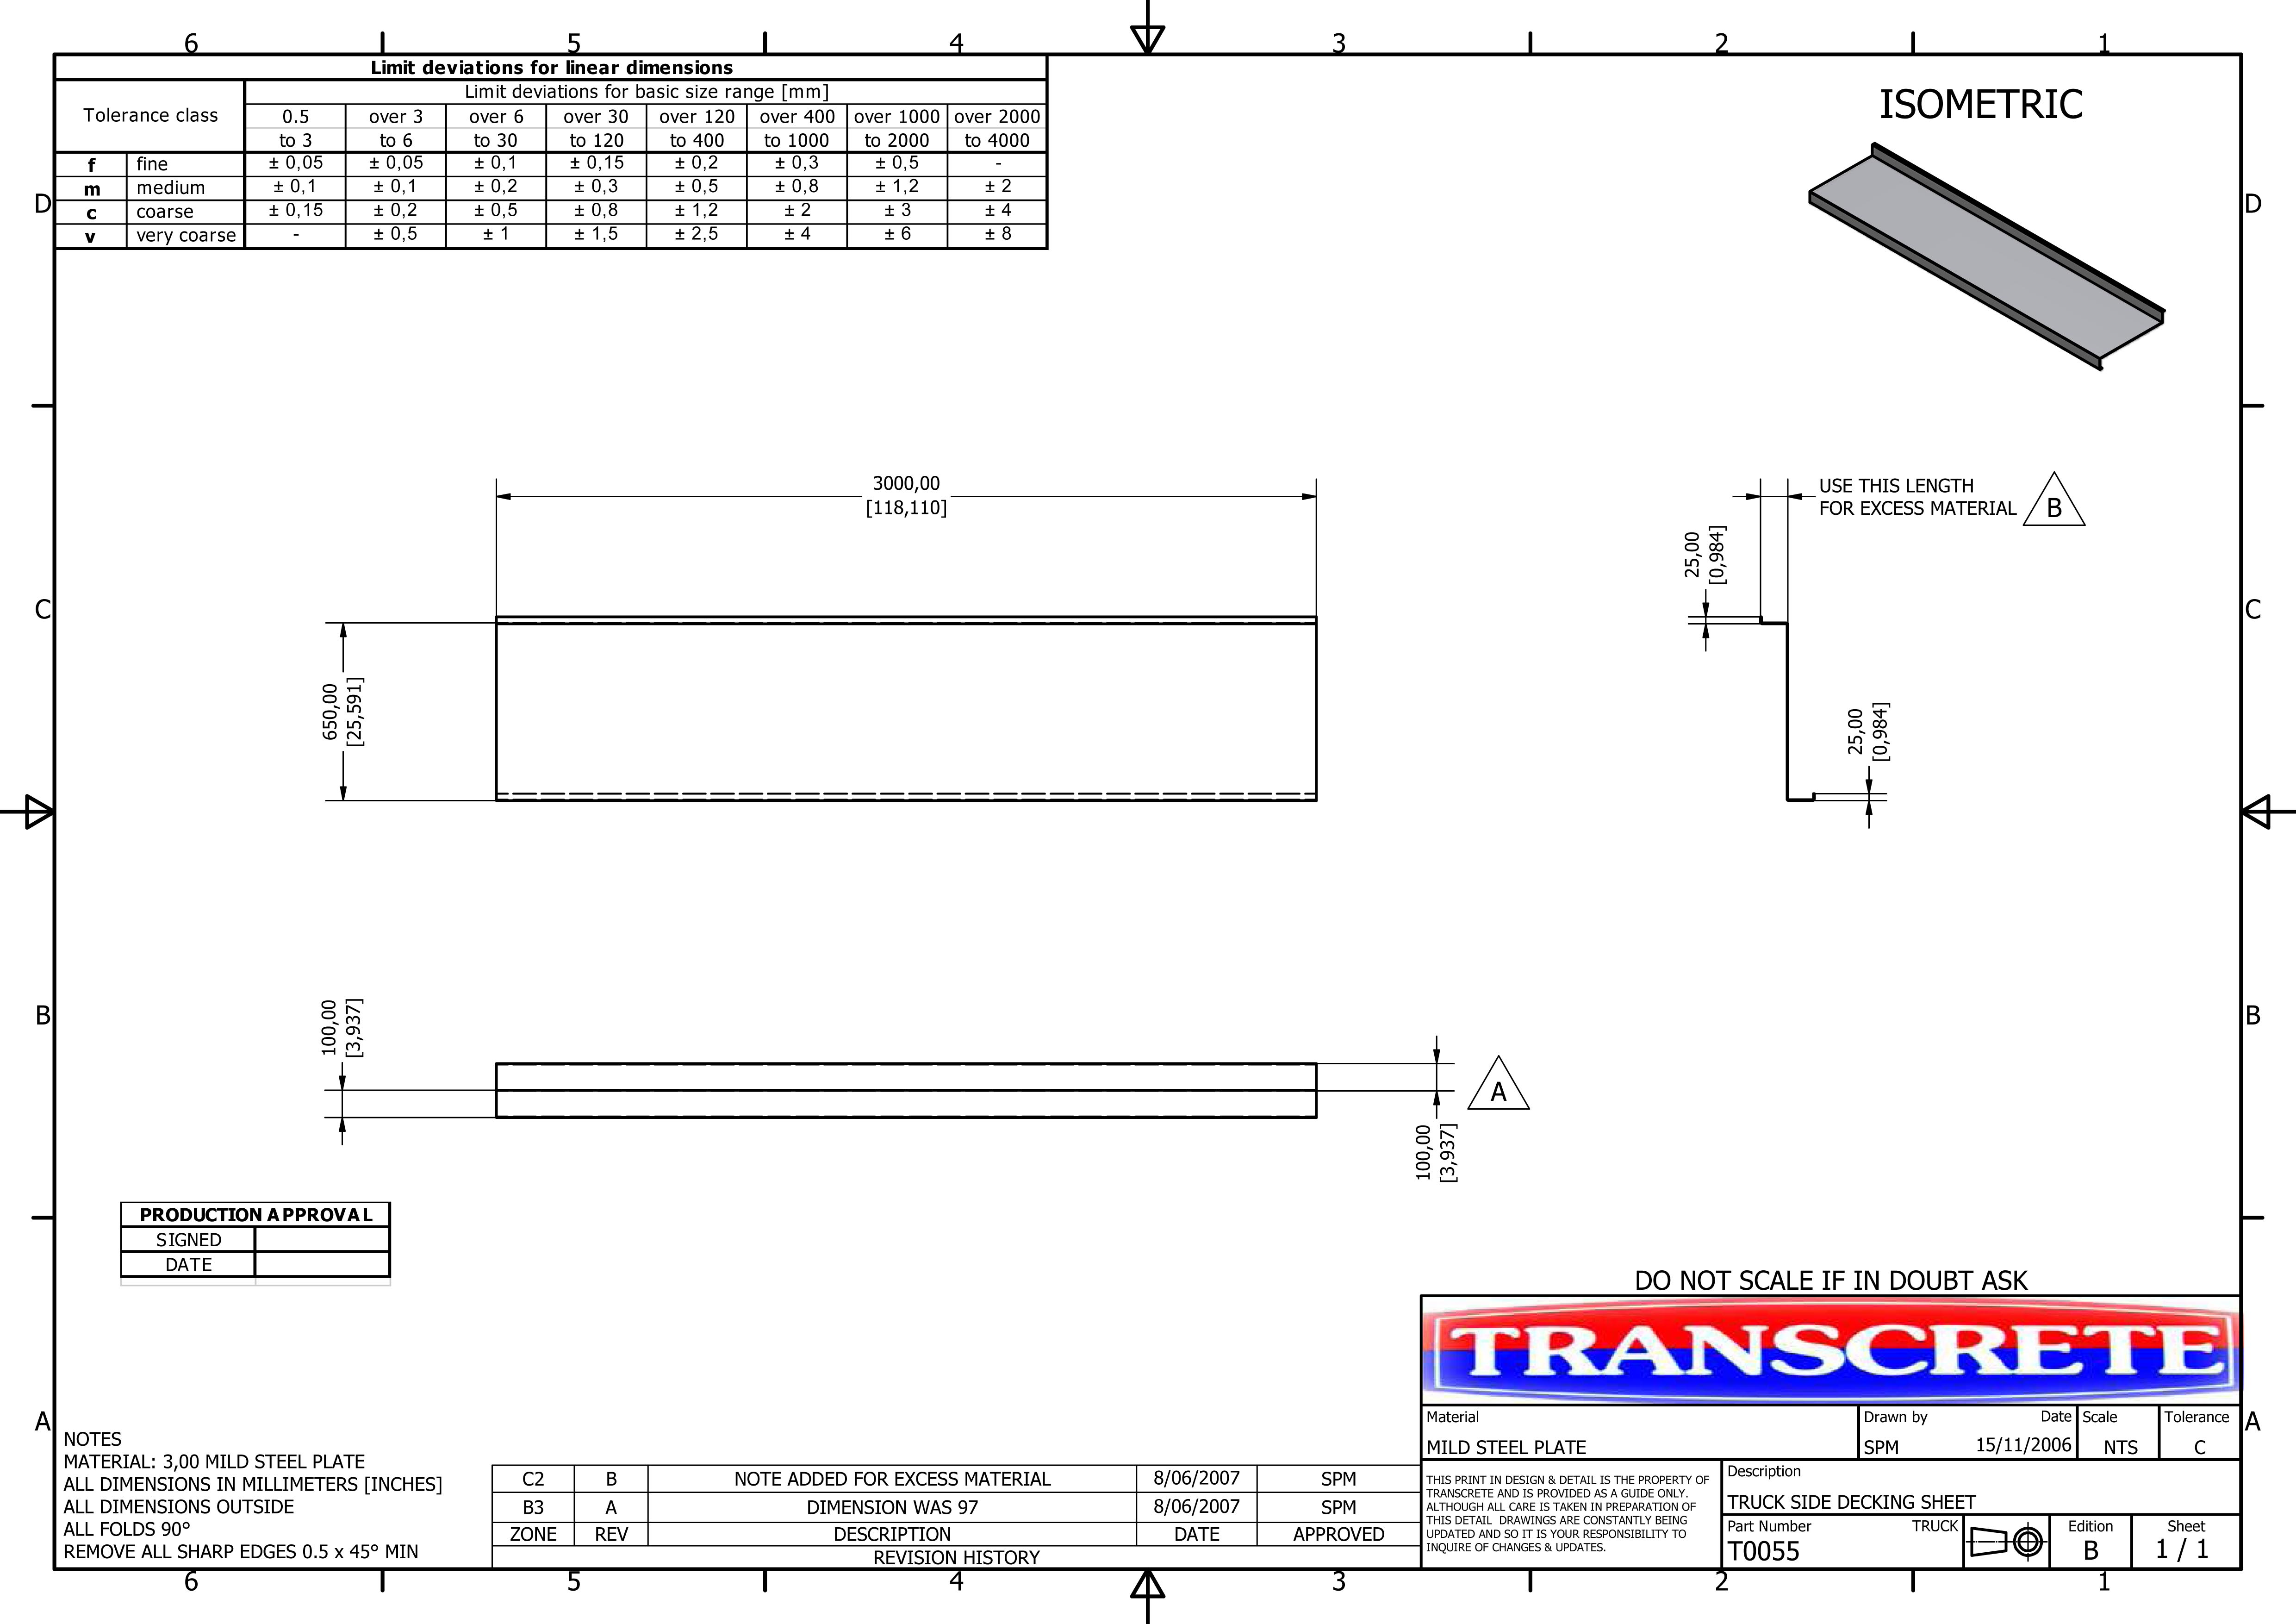 6 5 4 3 2 1
Limit deviations for linear dimensions
Tolerance class
Limit deviations for basic size range [mm]
0.5 over 3 over 6 over 30 over 120 over 400 over 1000 over 2000
to 3 to 6 to 30 to 120 to 400 to 1000 to 2000 to 4000
f fine ± 0,05 ± 0,05 ± 0,1 ± 0,15 ± 0,2 ± 0,3 ± 0,5 -
m medium ± 0,1 ± 0,1 ± 0,2 ± 0,3 ± 0,5 ± 0,8 ± 1,2 ± 2
c coarse ± 0,15 ± 0,2 ± 0,5 ± 0,8 ± 1,2 ± 2 ± 3 ± 4
v very coarse - ± 0,5 ± 1 ± 1,5 ± 2,5 ± 4 ± 6 ± 8
ISOMETRIC
D D
3000,00
[118,110]
USE THIS LENGTH
FOR EXCESS MATERIAL
B
25,00
[0,984]
C C
650,00
[25,591]
25,00
[0,984]
B B
100,00
[3,937]
A
100,00
[3,937]
PRODUCTION APPROVAL
SIGNED
DATE
DO NOT SCALE IF IN DOUBT ASK
TRANSCRETE
A A
NOTES
MATERIAL: 3,00 MILD STEEL PLATE
ALL DIMENSIONS IN MILLIMETERS [INCHES]
ALL DIMENSIONS OUTSIDE
ALL FOLDS 90°
REMOVE ALL SHARP EDGES 0.5 x 45° MIN
C2 B NOTE ADDED FOR EXCESS MATERIAL 8/06/2007 SPM
B3 A DIMENSION WAS 97 8/06/2007 SPM
ZONE REV DESCRIPTION DATE APPROVED
REVISION HISTORY
Material
MILD STEEL PLATE
Drawn by Date
SPM 15/11/2006
Scale
NTS
Tolerance
C
THIS PRINT IN DESIGN & DETAIL IS THE PROPERTY OF
TRANSCRETE AND IS PROVIDED AS A GUIDE ONLY.
ALTHOUGH ALL CARE IS TAKEN IN PREPARATION OF
THIS DETAIL DRAWINGS ARE CONSTANTLY BEING
UPDATED AND SO IT IS YOUR RESPONSIBILITY TO
INQUIRE OF CHANGES & UPDATES.
Description
TRUCK SIDE DECKING SHEET
Part Number TRUCK
T0055
Edition
B
Sheet
1 / 1
6 5 4 3 2 1